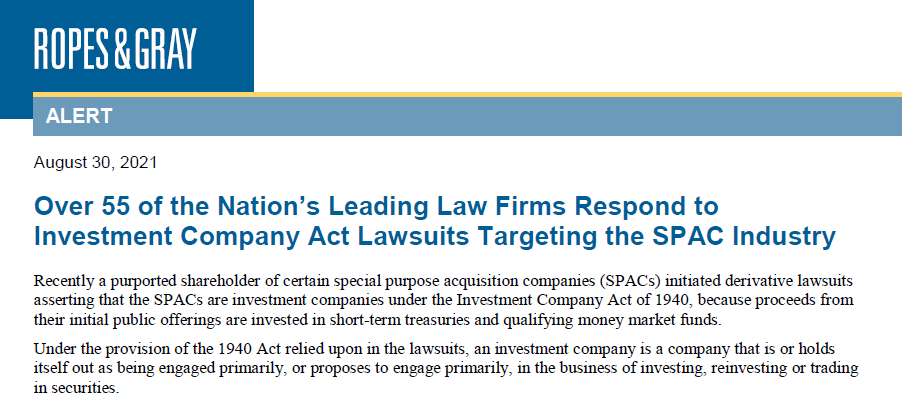 ROPES & GRAY
ALERT
August 30, 2021
Over 55 of the Nation’s Leading Law Firms Respond to
Investment Company Act Lawsuits Targeting the SPAC Industry
Recently a purported shareholder of certain special purpose acquisition companies (SPACs) initiated derivative lawsuits
asserting that the SPACs are investment companies under the Investment Company Act of 1940, because proceeds from
their initial public offerings are invested in short-term treasuries and qualifying money market funds.
Under the provision of the 1940 Act relied upon in the lawsuits, an investment company is a company that is or holds
itself out as being engaged primarily, or proposes to engage primarily, in the business of investing, reinvesting or trading
in securities.